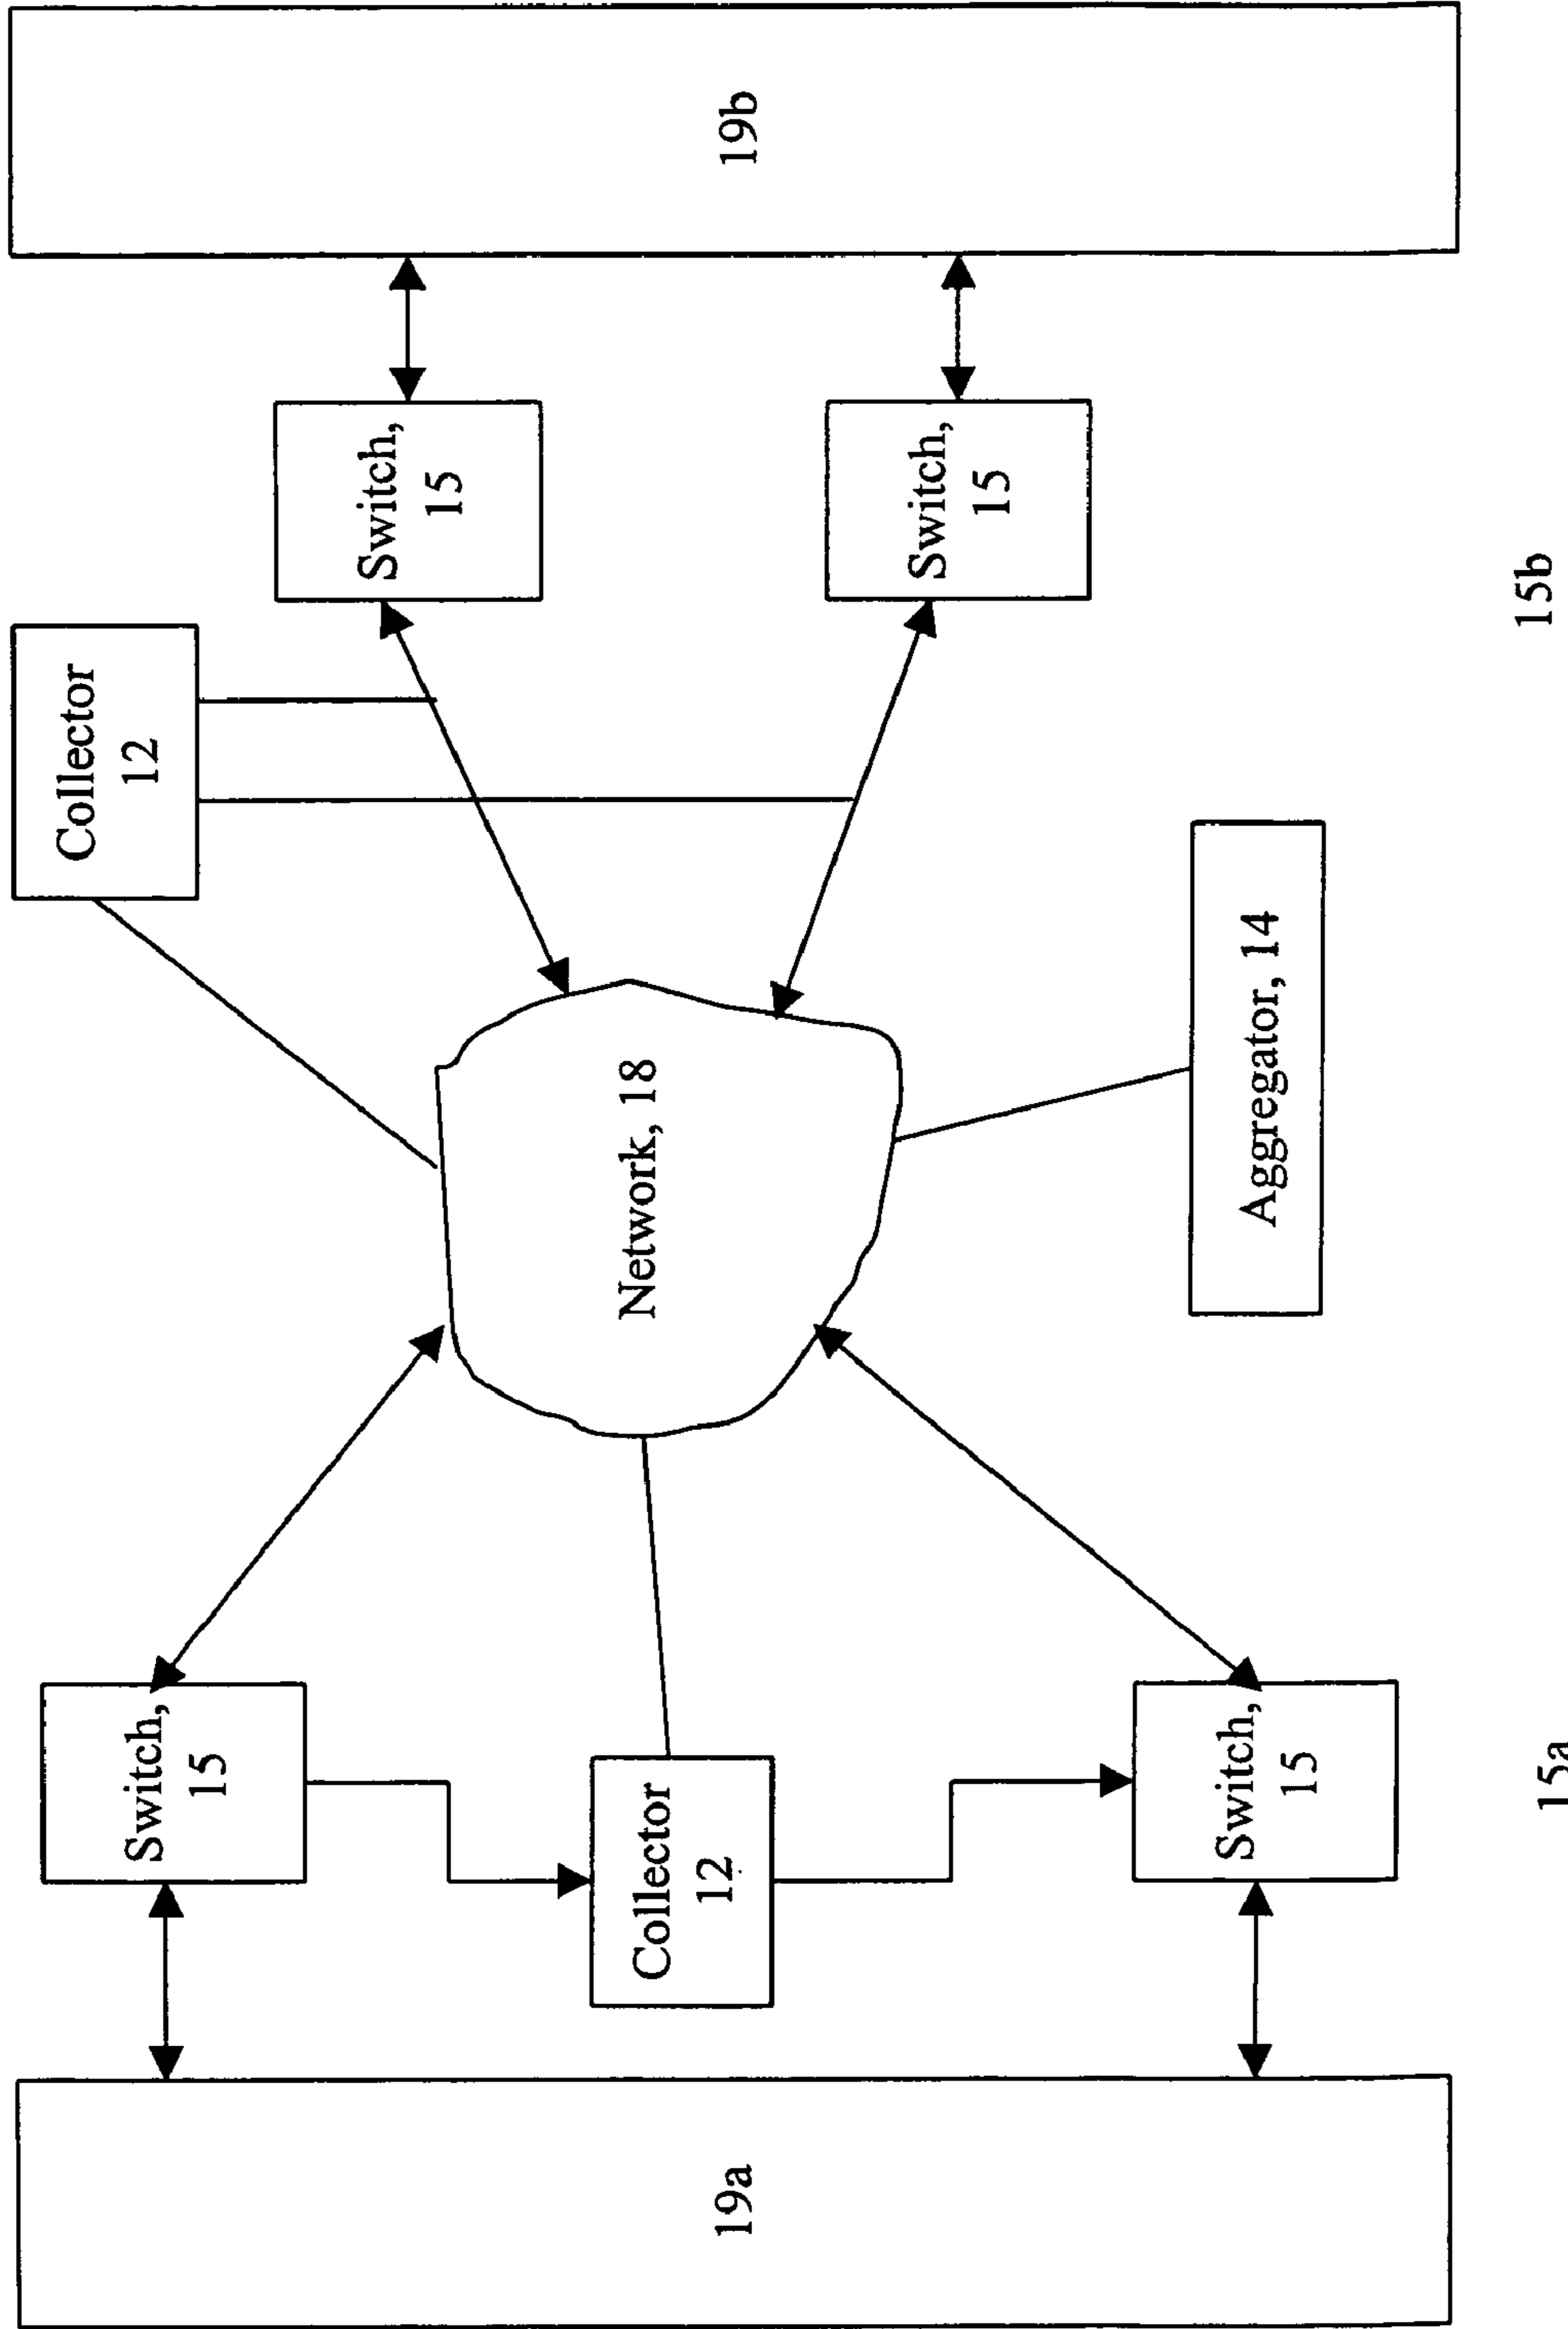 Collector
12
Switch,
15
Switch,
15
Network, 18
19a
19b
Collector
12
Switch,
15
Switch,
15
Aggregator, 14
15a
15b